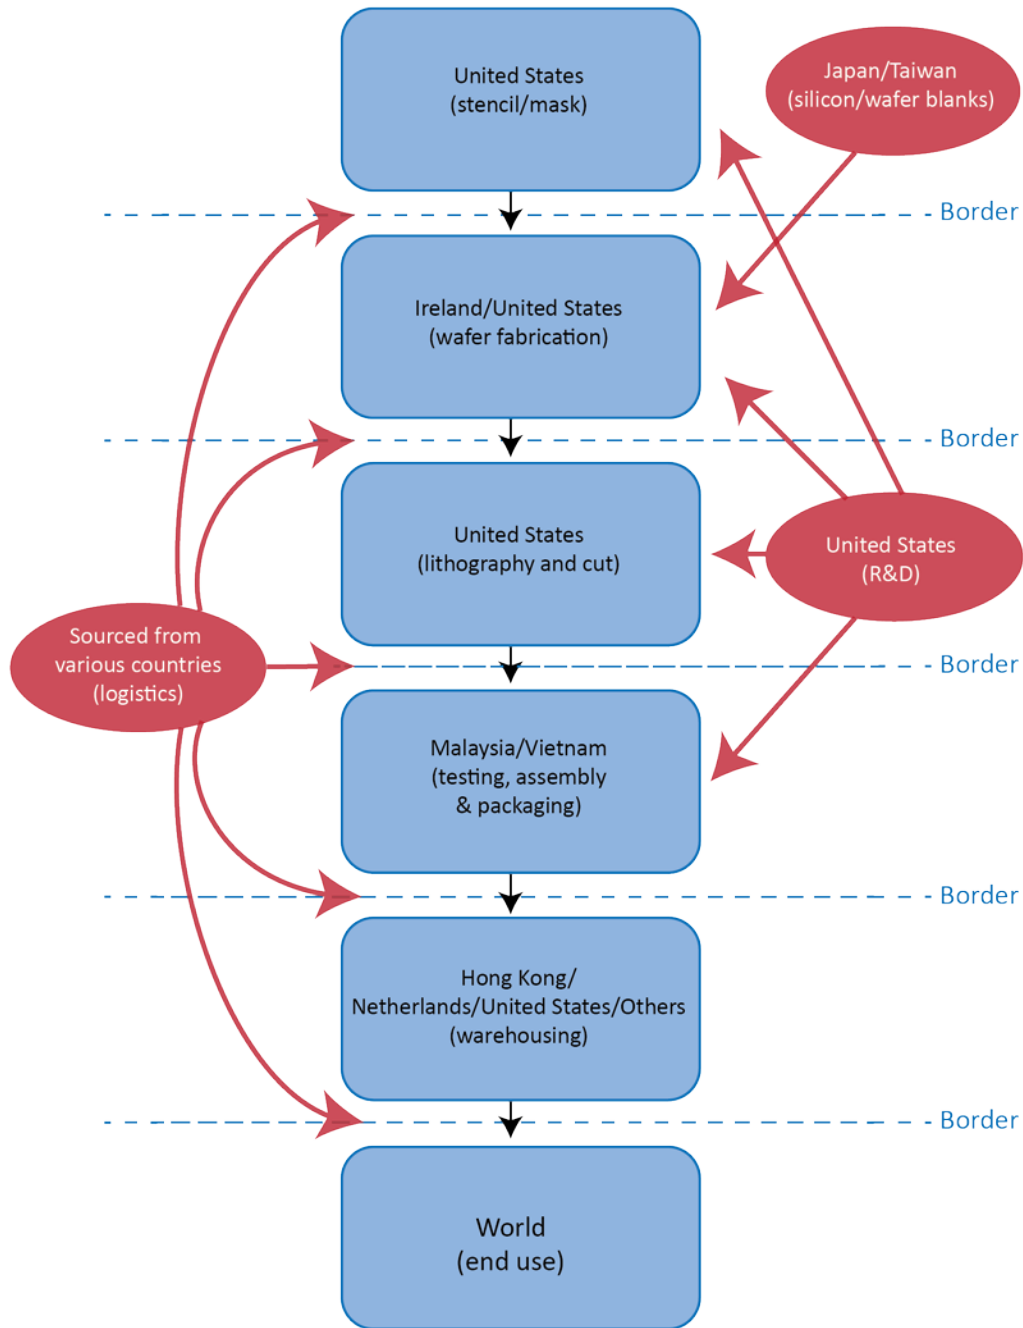 United States
(stencil/mask)
Japan/Taiwan
(silicon/wafer blanks)
Border
Ireland/United States
(wafer fabrication)
Border
United States
(lithography and cut)
United States
(R&D)
Sourced from
various countries
(logistics)
Border
Malaysia/Vietnam
(testing, assembly
& packaging)
Border
Hong Kong/
Netherlands/United States/Others
(warehousing)
Border
World
(end use)